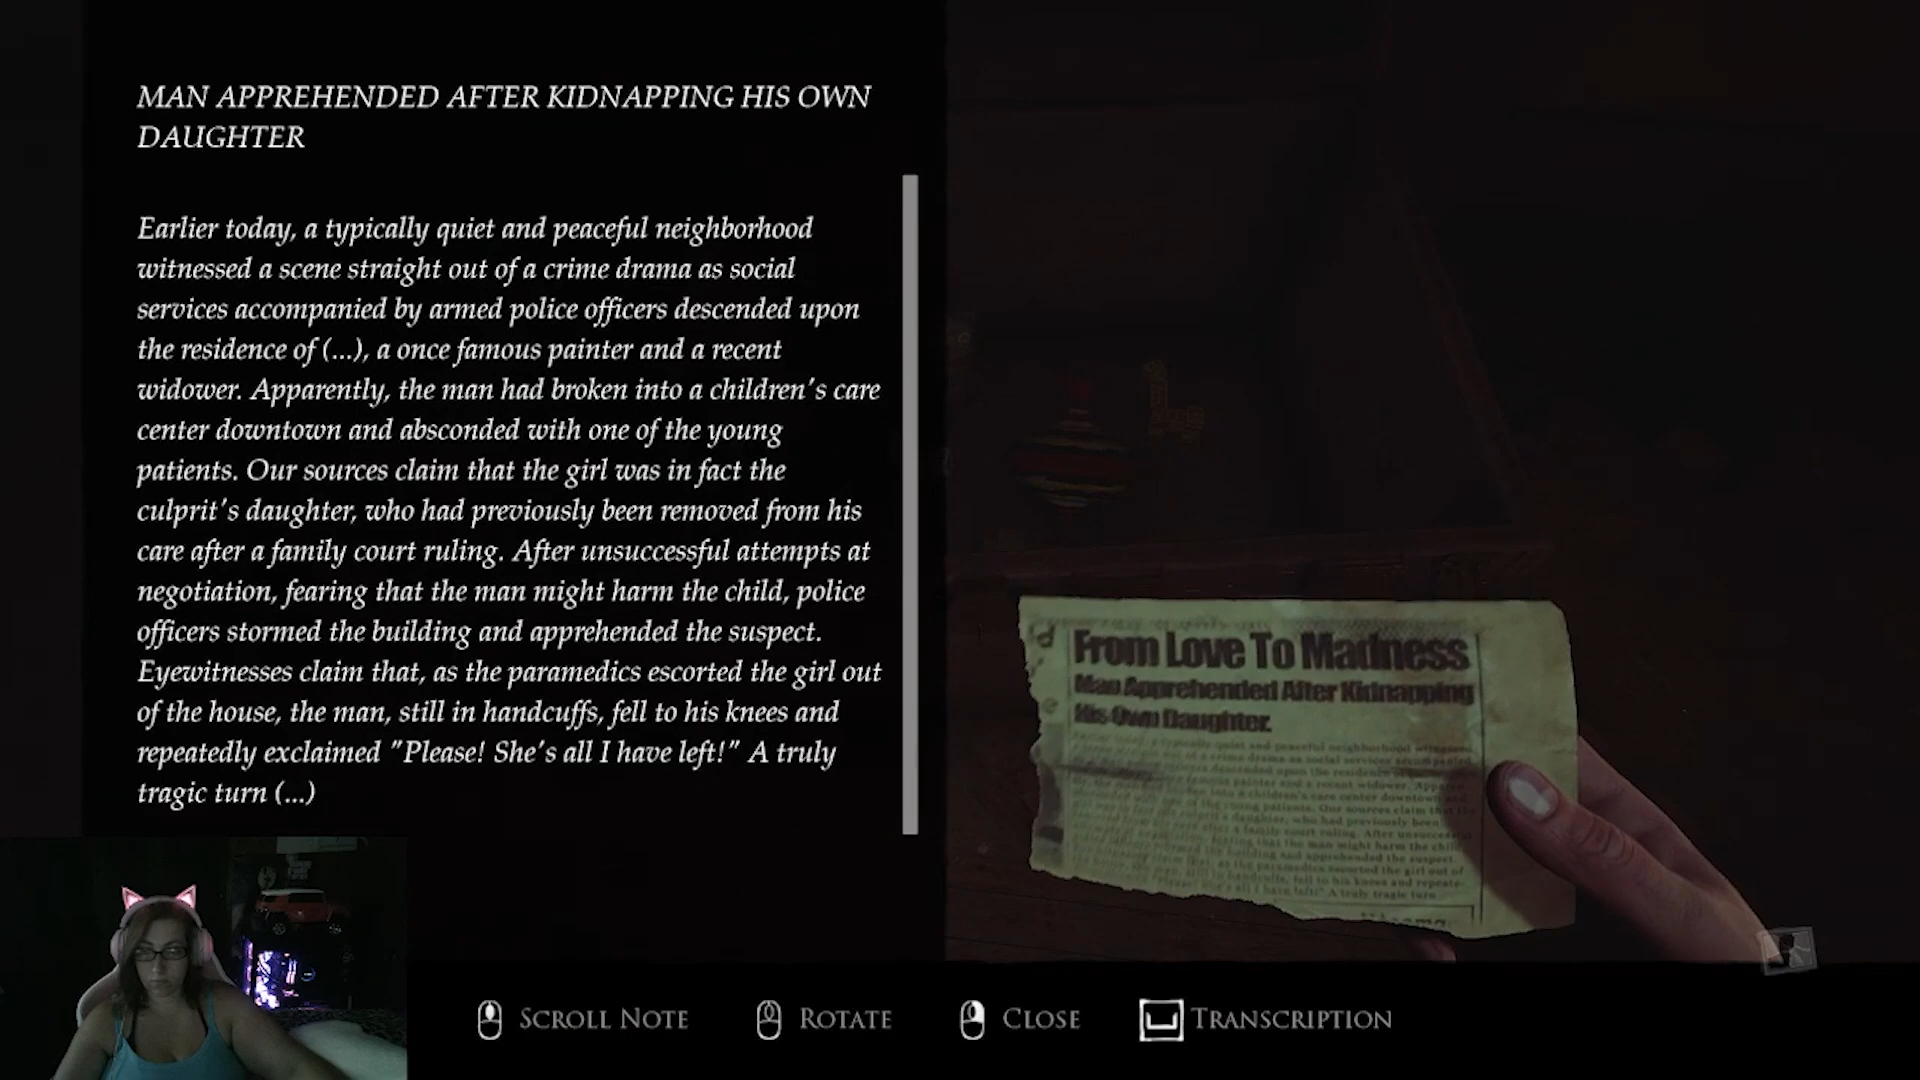 MAN APPREHENDED AFTER KIDNAPPING HIS OWN
DAUGHTER
Earlier today, a typically quiet and peaceful neighborhood
witnessed a scene straight out of a crime drama as social
services accompanied by armed police officers descended upon
the residence of (...), a once famous painter and a recent
widower. Apparently, the man had broken into a children's care
center downtown and absconded with one of the young
patients. Our sources claim that the girl was in fact the
culprit's daughter, who had previously been removed from his
care after a family court ruling. After unsuccessful attempts at
negotiation, fearing that the man might harm the child, police
officers stormed the building and apprehended the suspect.
Eyewitnesses claim that, as the paramedics escorted the girl out
of the house, the man, still in handcuffs, fell to his knees and
repeatedly exclaimed "Please! She's all I have left!" A truly
tragic turn (...)
From Love To Madness
Man Apprehended After Kidnapping
His Own Daughter.
SCROLL NOTE
ROTATE
CLOSE
TRANSCRIPTION